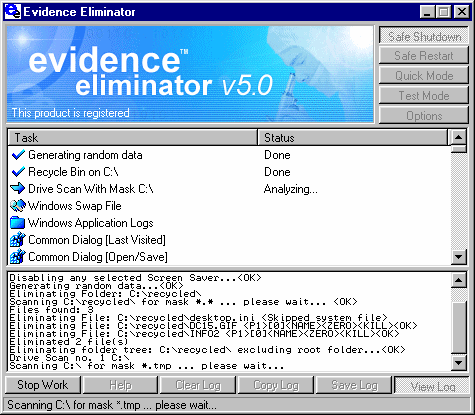 Evidence Eliminator
evidence™
eliminator v5.0
This product is registered
Safe Shutdown
Safe Restart
Quick Mode
Test Mode
Options
Task Status
Generating random data Done
Recycle Bin on C:\ Done
Drive Scan With Mask C:\ Analyzing...
Windows Swap File
Windows Application Logs
Common Dialog [Last Visited]
Common Dialog [Open/Save]
Disabling any selected Screen Saver...<OK>
Generating random data...<OK>
Eliminating Folder: C:\recycled\
Scanning C:\recycled\ for mask *.* ... please wait... <OK>
Files found: 3
Eliminating File: C:\recycled\desktop.ini <Skipped system file>
Eliminating File: C:\recycled\DC15.GIF <P1>[0]<NAME><ZERO><KILL><OK>
Eliminating File: C:\recycled\INFO2 <P1>[0]<NAME><ZERO><KILL><OK>
Eliminated 2 file(s)
Eliminating folder tree: C:\recycled\ excluding root folder...<OK>
Drive Scan no. 1 C:\
Scanning C:\ for mask *.tmp ... please wait...
Stop Work Help Clear Log Copy Log Save Log View Log
Scanning C:\ for mask *.tmp ... please wait...